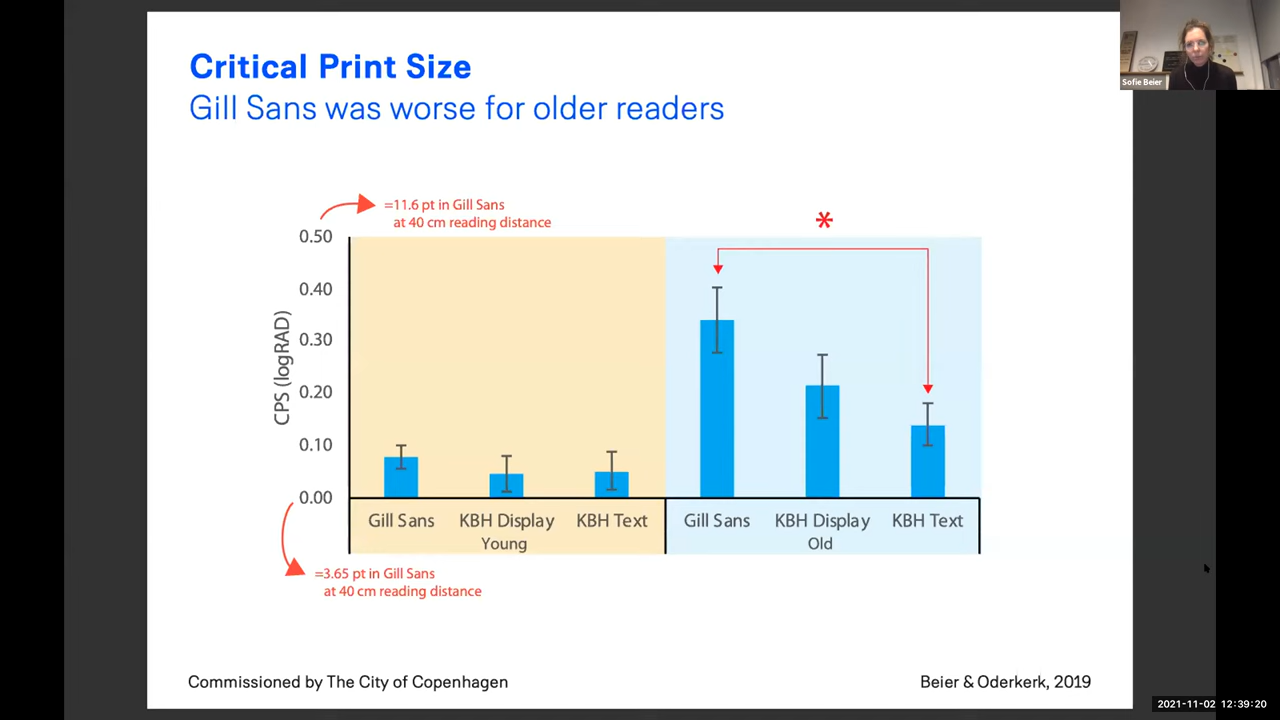 Critical Print Size
Gill Sans was worse for older readers
Sofie Beier
=11.6 pt in Gill Sans
at 40 cm reading distance
*
0.50
0.40
0.30
0.20
0.10
0.00
CPS (logRAD)
Gill Sans
KBH Display
KBH Text
Gill Sans
KBH Display
KBH Text
Young
Old
=3.65 pt in Gill Sans
at 40 cm reading distance
Commissioned by The City of Copenhagen
Beier & Oderkerk, 2019
2021-11-02 12:39:20